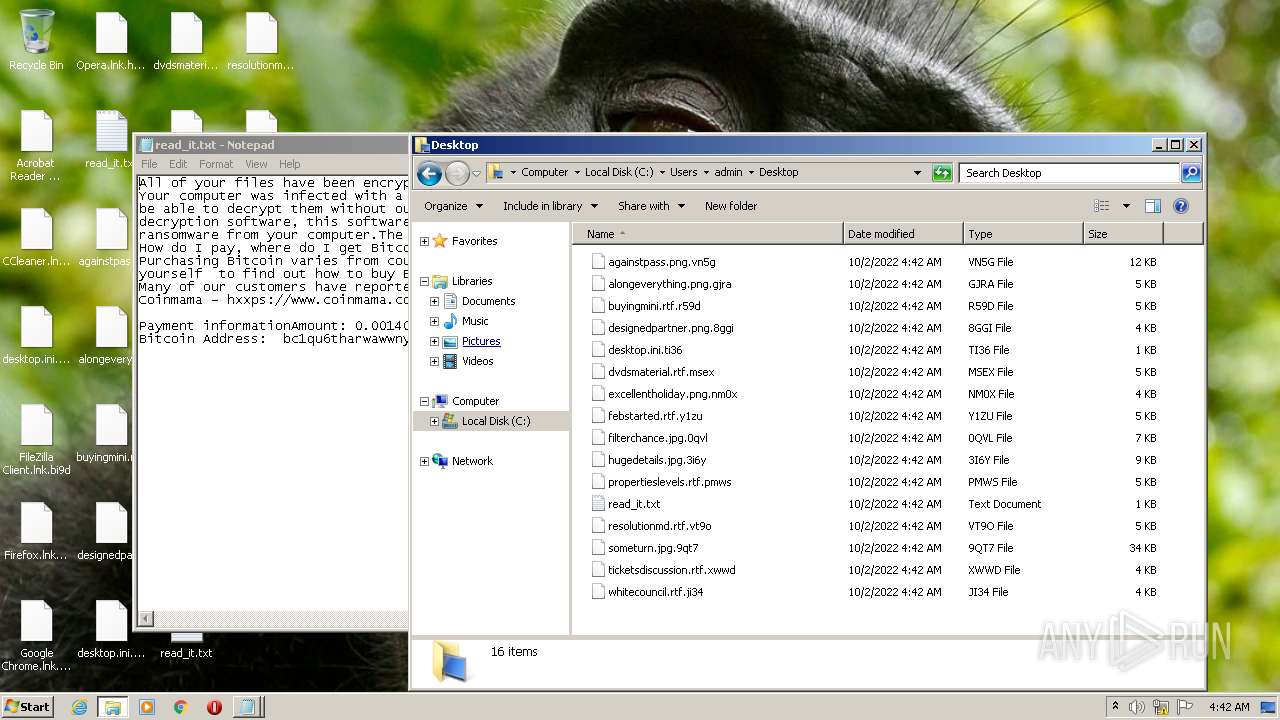 Recycle Bin
Opera.lnk.h...
dvdsmateri...
resolutionm...
Acrobat
Reader ...
read_it.tx
CCleaner.ln...
againstpas
desktop.ini....
alongevery
FileZilla
Client.lnk.bi9d
buyingmini.r
Firefox.lnk...
designedpa
Google
Chrome.lnk....
desktop.ini....
read_it.txt
read_it.txt - Notepad
File Edit Format View Help
All of your files have been encryp
Your computer was infected with a
be able to decrypt them without ou
decryption software, this software
ransomware from your computer.The
How do I pay, where do I get Bitco
Purchasing Bitcoin varies from cou
yourself  to find out how to buy B
Many of our customers have reporte
Coinmama - hxxps://www.coinmama.co
Payment informationAmount: 0.00140
Bitcoin Address:  bc1qu6tharwawwny
Desktop
Computer Local Disk (C:) Users admin Desktop
Search Desktop
Organize Include in library Share with New folder
Favorites
Libraries
Documents
Music
Pictures
Videos
Computer
Local Disk (C:)
Network
Name Date modified Type Size
againstpass.png.vn5g 10/2/2022 4:42 AM VN5G File 12 KB
alongeverything.png.gjra 10/2/2022 4:42 AM GJRA File 5 KB
buyingmini.rtf.r59d 10/2/2022 4:42 AM R59D File 5 KB
designedpartner.png.8ggi 10/2/2022 4:42 AM 8GGI File 4 KB
desktop.ini.ti36 10/2/2022 4:42 AM TI36 File 1 KB
dvdsmaterial.rtf.msex 10/2/2022 4:42 AM MSEX File 5 KB
excellentholiday.png.nm0x 10/2/2022 4:42 AM NM0X File 4 KB
febstarted.rtf.y1zu 10/2/2022 4:42 AM Y1ZU File 5 KB
filterchance.jpg.0qvl 10/2/2022 4:42 AM 0QVL File 7 KB
hugedetails.jpg.3i6y 10/2/2022 4:42 AM 3I6Y File 9 KB
propertieslevels.rtf.pmws 10/2/2022 4:42 AM PMWS File 5 KB
read_it.txt 10/2/2022 4:42 AM Text Document 1 KB
resolutionmd.rtf.vt9o 10/2/2022 4:42 AM VT9O File 5 KB
someturn.jpg.9qt7 10/2/2022 4:42 AM 9QT7 File 34 KB
ticketsdiscussion.rtf.xwwd 10/2/2022 4:42 AM XWWD File 4 KB
whitecouncil.rtf.ji34 10/2/2022 4:42 AM JI34 File 4 KB
16 items
ANY RUN
Start
4:42 AM